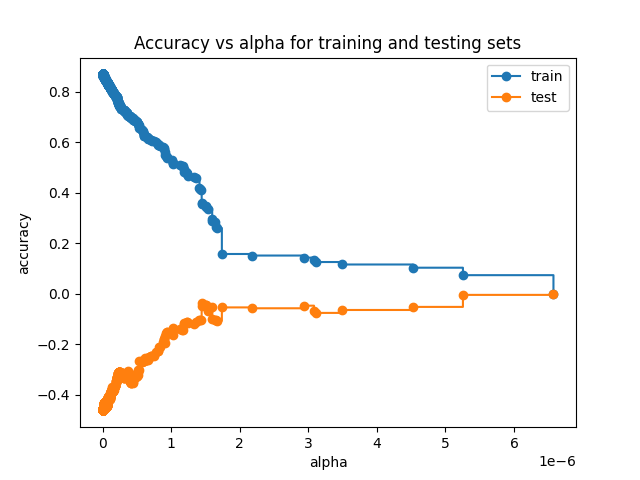 Accuracy vs alpha for training and testing sets
train
test
accuracy
0.8
0.6
0.4
0.2
0.0
−0.2
−0.4
0 1 2 3 4 5 6
1e−6
alpha